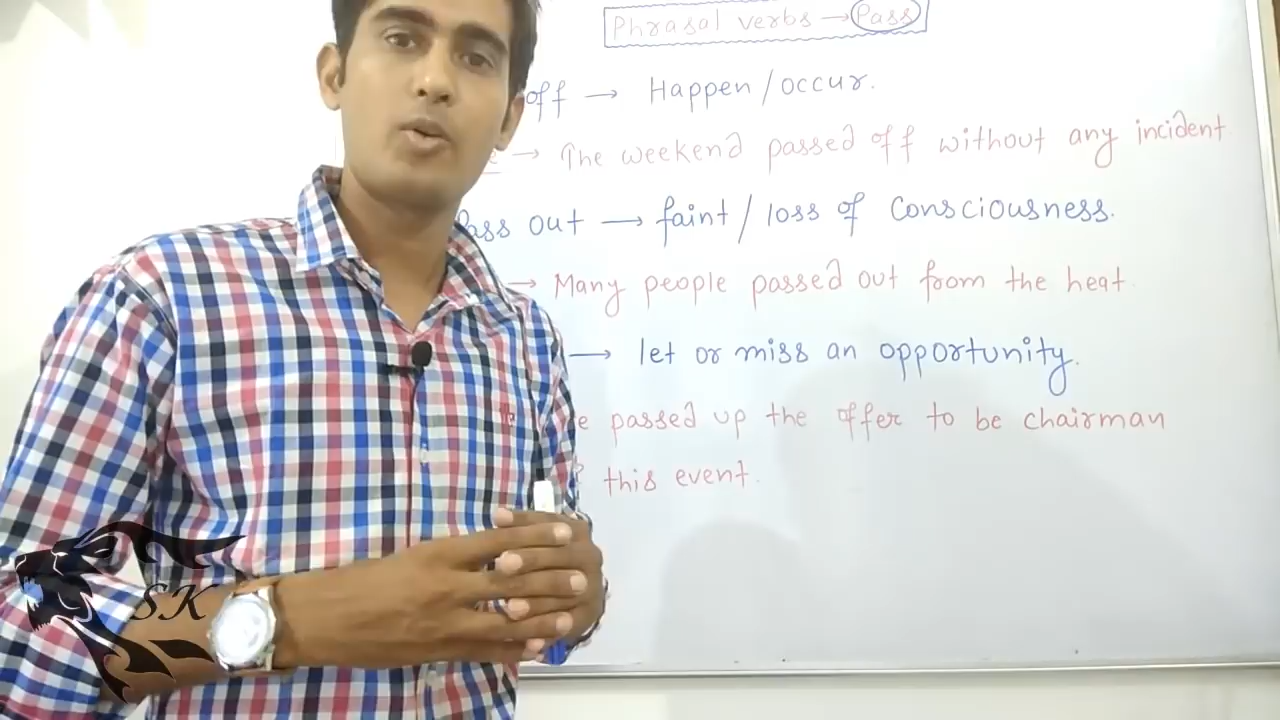 Phrasal verbs → Pass
off → Happen / occur.
→ The weekend passed off without any incident
Pass out → faint / loss of Consciousness.
→ Many people passed out from the heat.
→ let or miss an opportunity.
passed up the offer to be chairman
this event.
SK